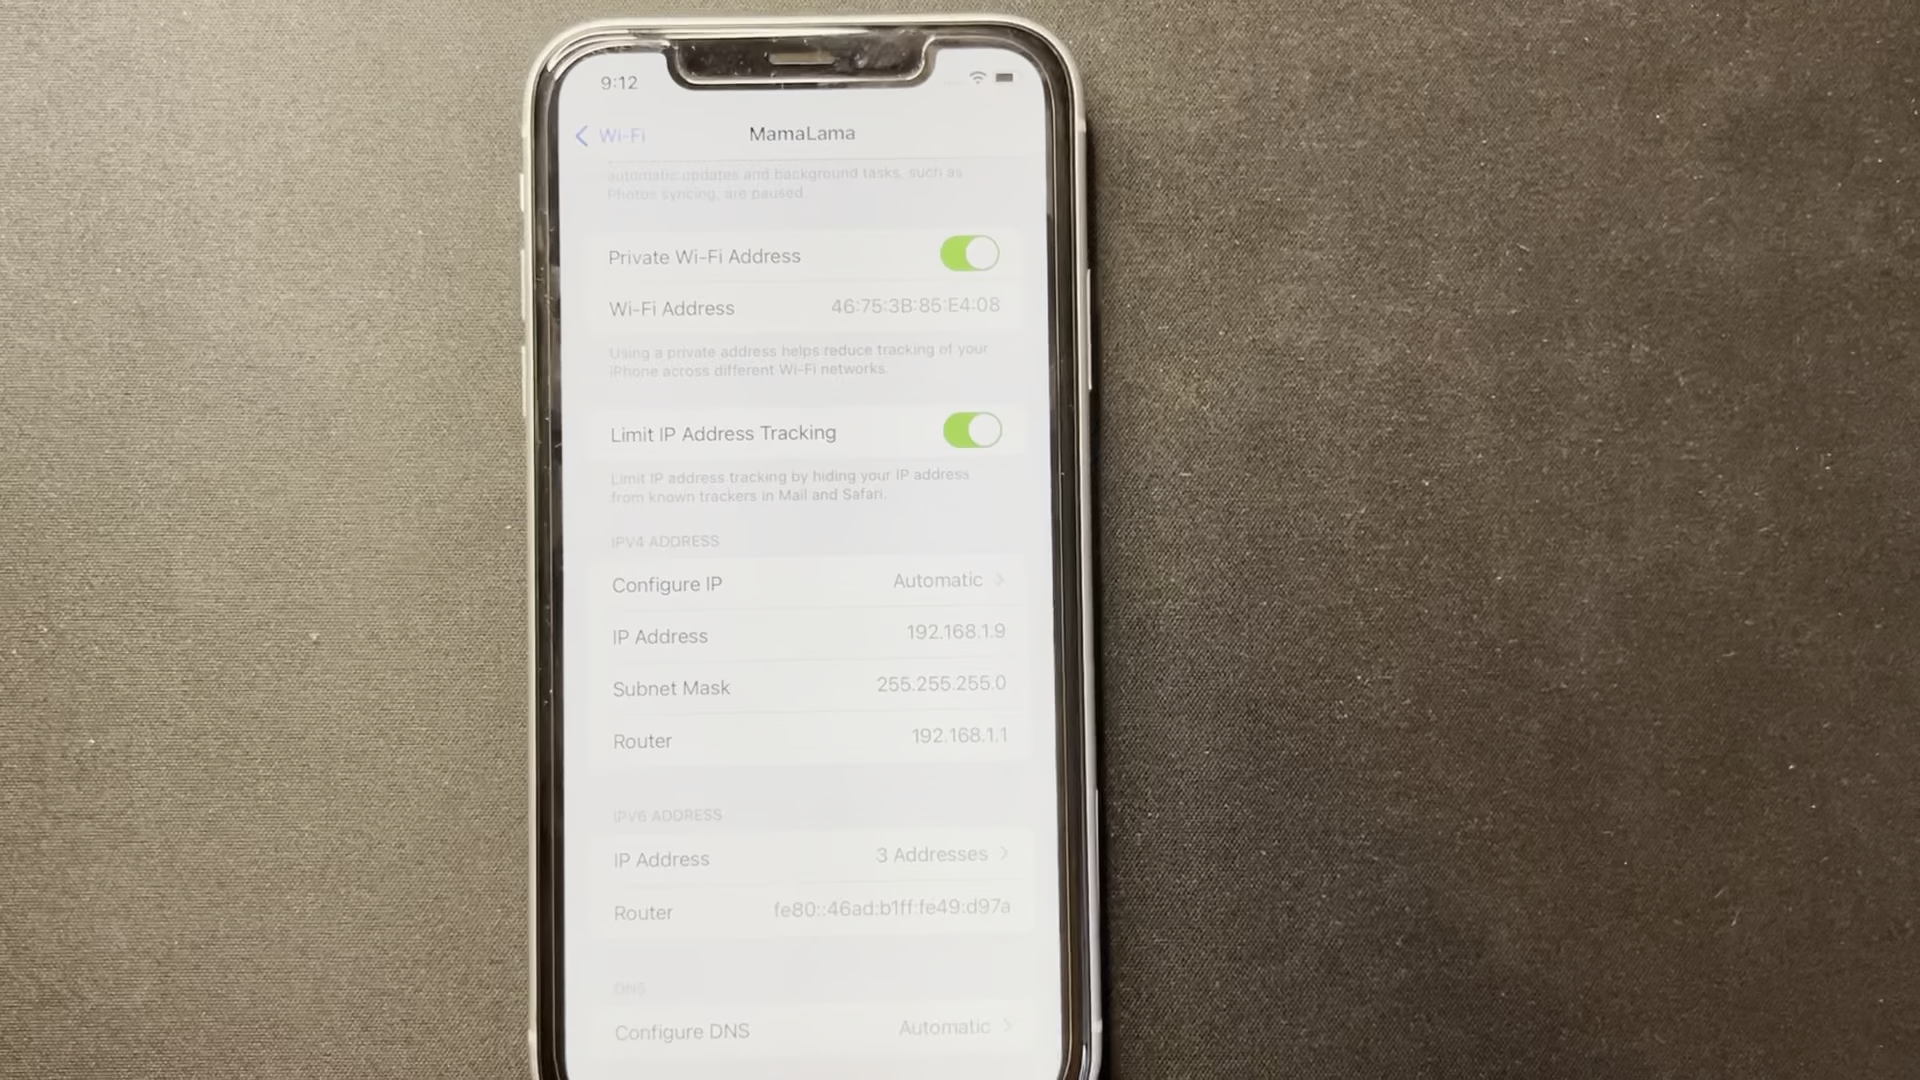 9:12
Wi-Fi
MamaLama
automatic updates and background tasks, such as
Photos syncing, are paused.
Private Wi-Fi Address
Wi-Fi Address 46:75:3B:85:E4:08
Using a private address helps reduce tracking of your
iPhone across different Wi-Fi networks.
Limit IP Address Tracking
Limit IP address tracking by hiding your IP address
from known trackers in Mail and Safari.
IPV4 ADDRESS
Configure IP Automatic
IP Address 192.168.1.9
Subnet Mask 255.255.255.0
Router 192.168.1.1
IPV6 ADDRESS
IP Address 3 Addresses
Router fe80::46ad:b1ff:fe49:d97a
DNS
Configure DNS Automatic